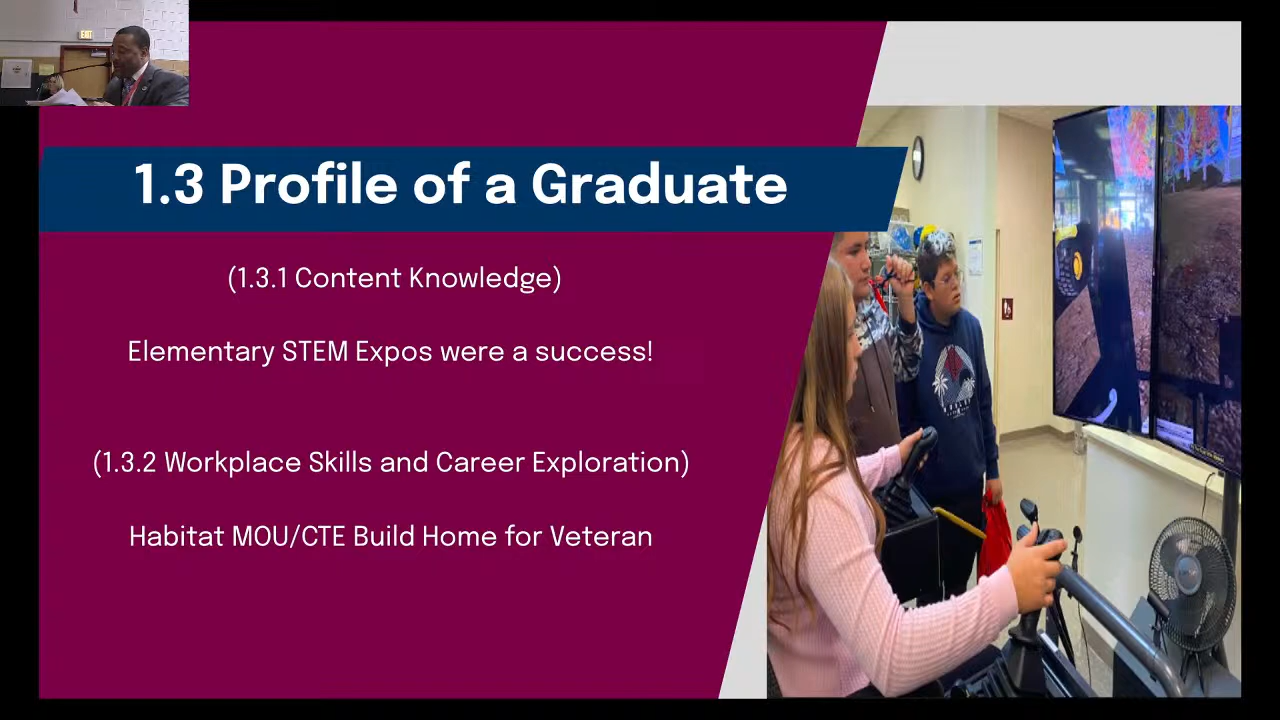 EXIT
1.3 Profile of a Graduate
(1.3.1 Content Knowledge)
Elementary STEM Expos were a success!
(1.3.2 Workplace Skills and Career Exploration)
Habitat MOU/CTE Build Home for Veteran